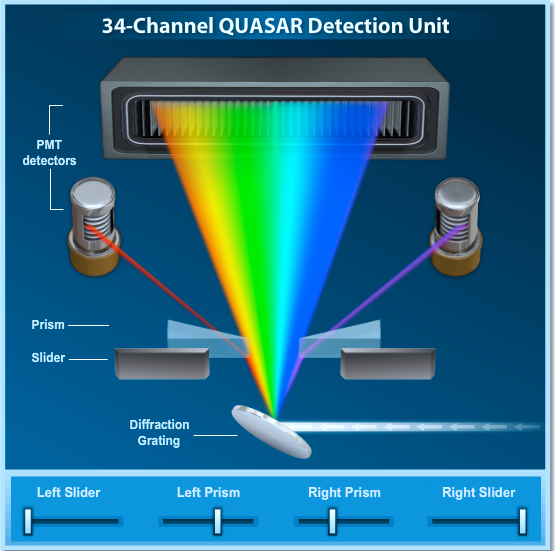 34-Channel QUASAR Detection Unit
PMT
detectors
Prism
Slider
Diffraction
Grating
Left Slider
Left Prism
Right Prism
Right Slider